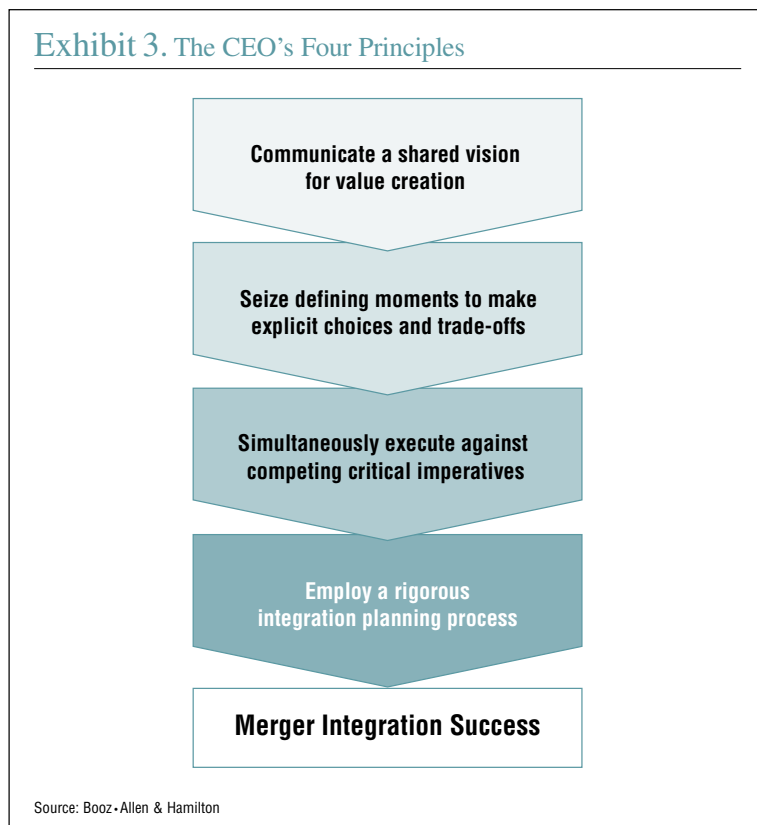 Exhibit 3. The CEO’s Four Principles
Communicate a shared vision
for value creation
Seize defining moments to make
explicit choices and trade-offs
Simultaneously execute against
competing critical imperatives
Employ a rigorous
integration planning process
Merger Integration Success
Source: Booz•Allen & Hamilton